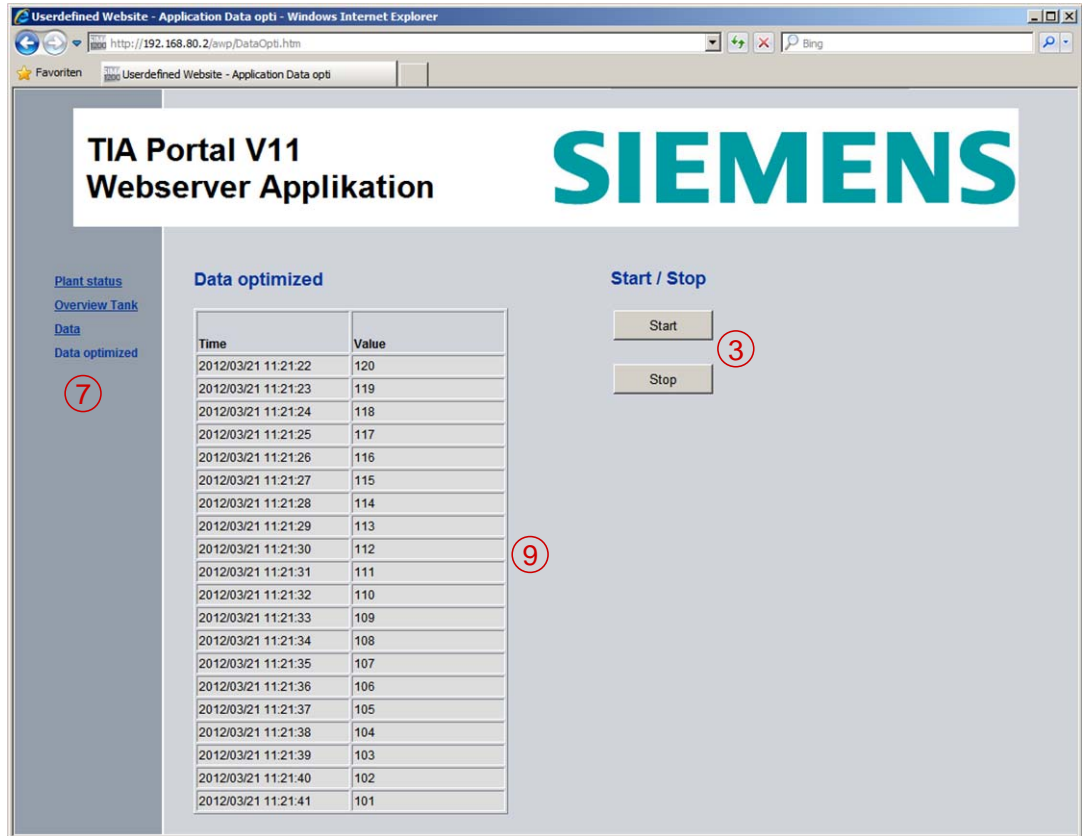 Userdefined Website - Application Data opti - Windows Internet Explorer
http://192.168.80.2/awp/DataOpti.htm
Bing
Favoriten
Userdefined Website - Application Data opti
TIA Portal V11
Webserver Applikation
SIEMENS
Plant status
Overview Tank
Data
Data optimized
7
Data optimized
Time Value
2012/03/21 11:21:22 120
2012/03/21 11:21:23 119
2012/03/21 11:21:24 118
2012/03/21 11:21:25 117
2012/03/21 11:21:26 116
2012/03/21 11:21:27 115
2012/03/21 11:21:28 114
2012/03/21 11:21:29 113
2012/03/21 11:21:30 112
2012/03/21 11:21:31 111
2012/03/21 11:21:32 110
2012/03/21 11:21:33 109
2012/03/21 11:21:34 108
2012/03/21 11:21:35 107
2012/03/21 11:21:36 106
2012/03/21 11:21:37 105
2012/03/21 11:21:38 104
2012/03/21 11:21:39 103
2012/03/21 11:21:40 102
2012/03/21 11:21:41 101
9
Start / Stop
Start
3
Stop